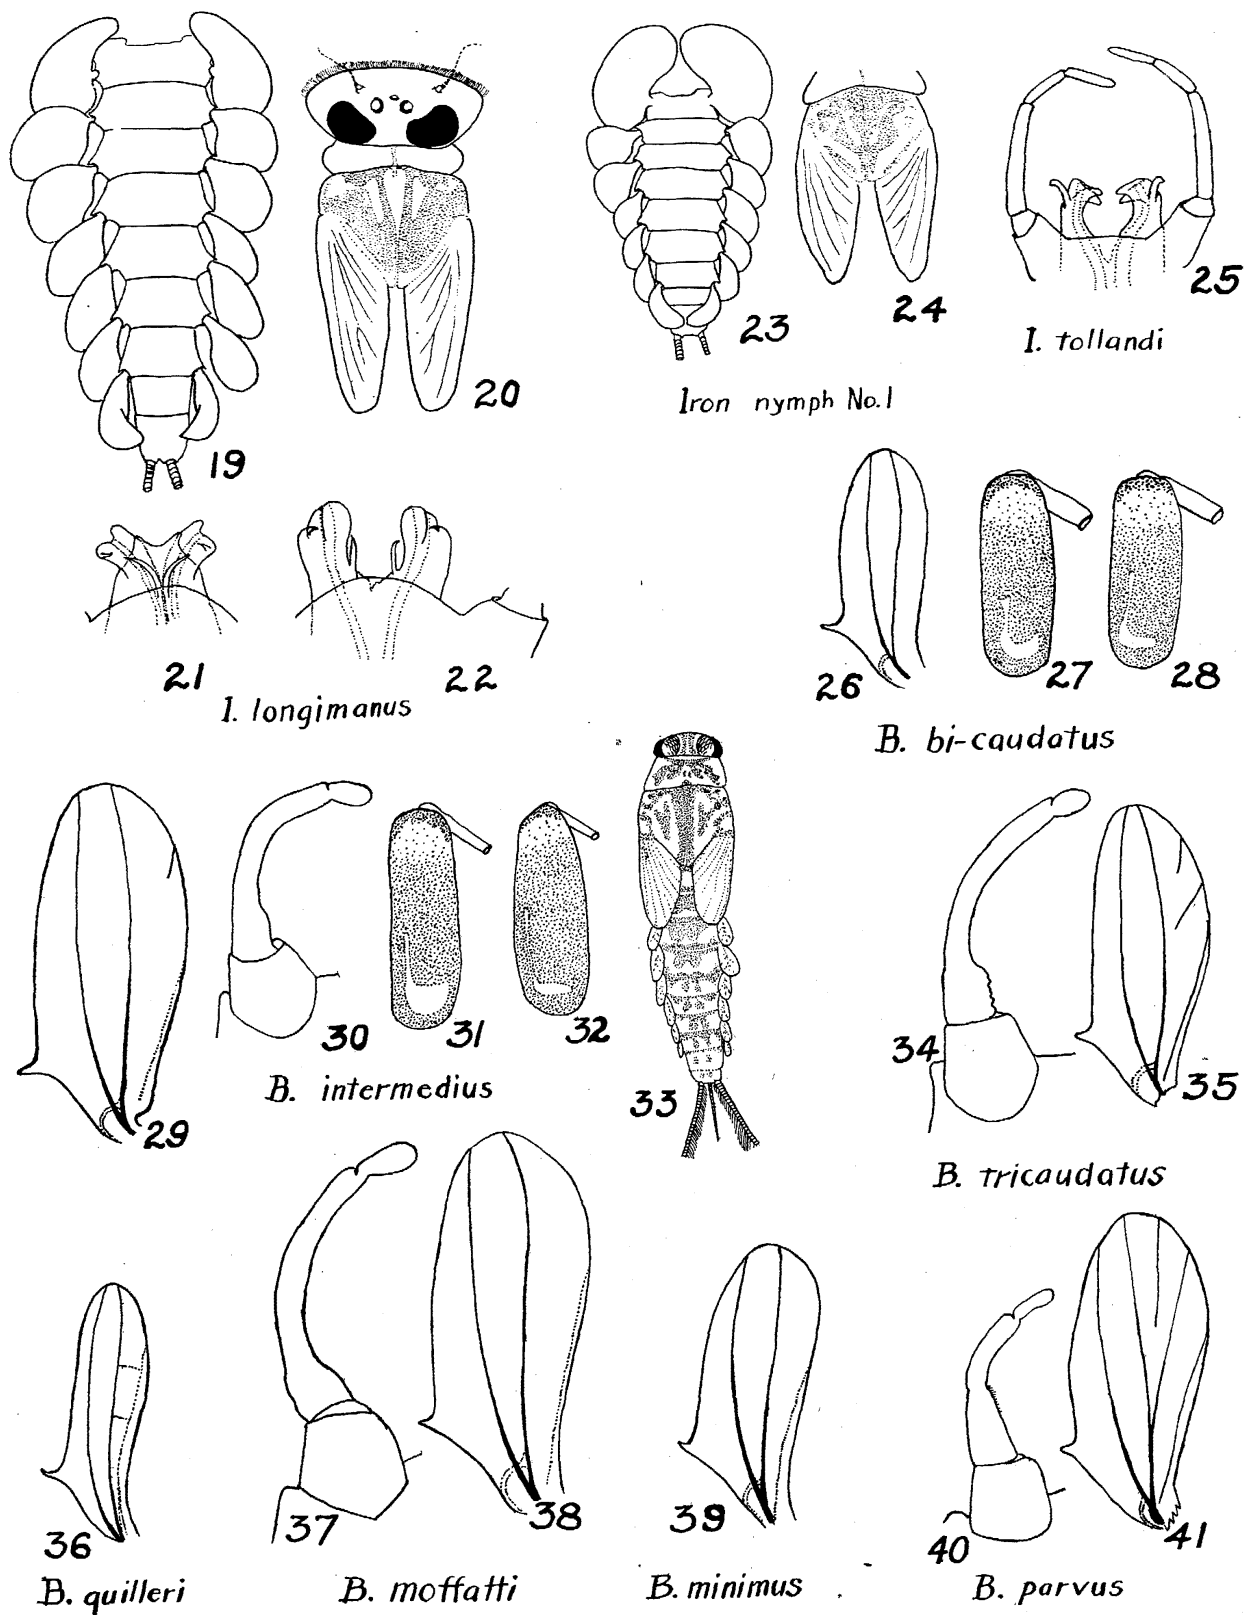 19
20
23
24
25
I. tollandi
Iron nymph No. 1
21
22
I. longimanus
26
27
28
B. bi-caudatus
29
30
31
32
B. intermedius
33
34
35
B. tricaudatus
36
B. quilleri
37
38
B. moffatti
39
B. minimus
40
41
B. parvus